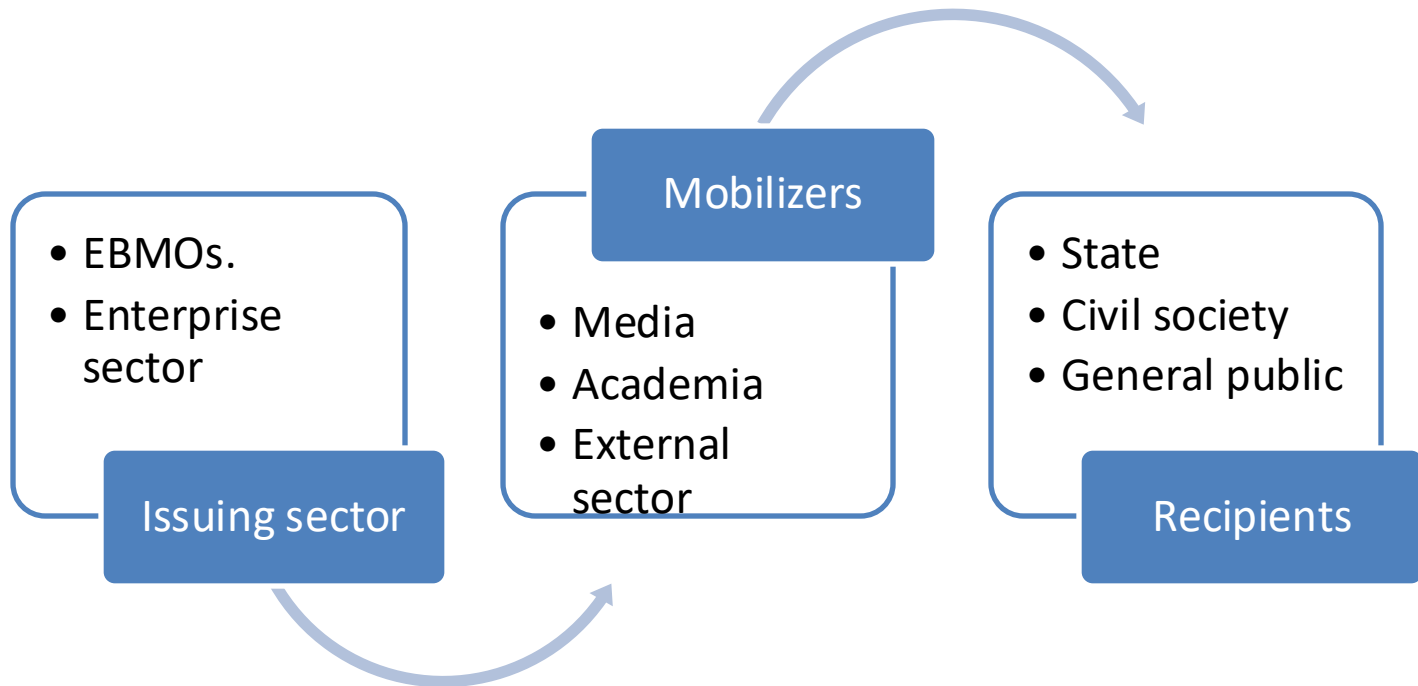 • EBMOs.
• Enterprise
sector
Issuing sector
Mobilizers
• Media
• Academia
• External
sector
• State
• Civil society
• General public
Recipients